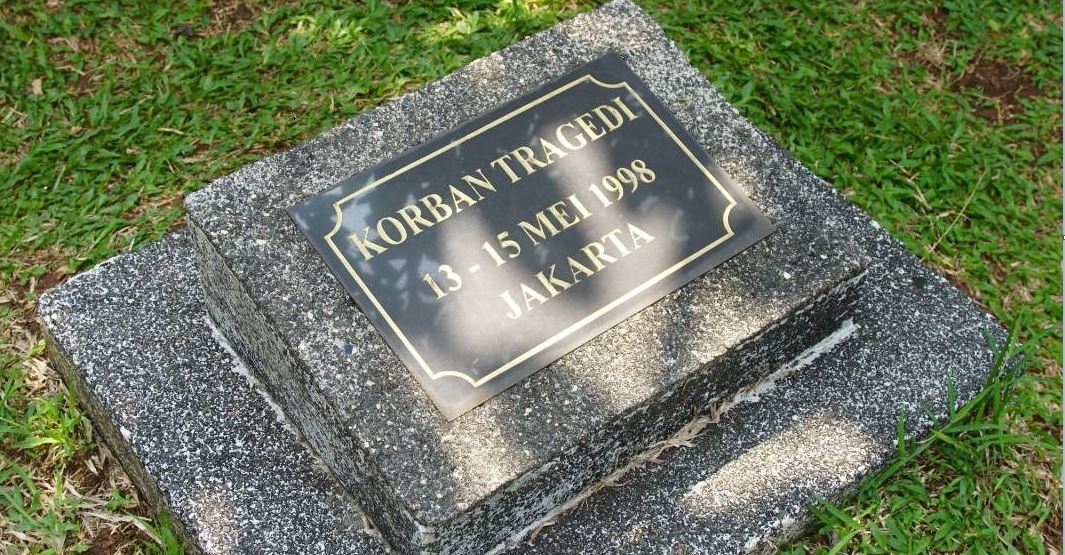 KORBAN TRAGEDI
13 - 15 MEI 1998
JAKARTA